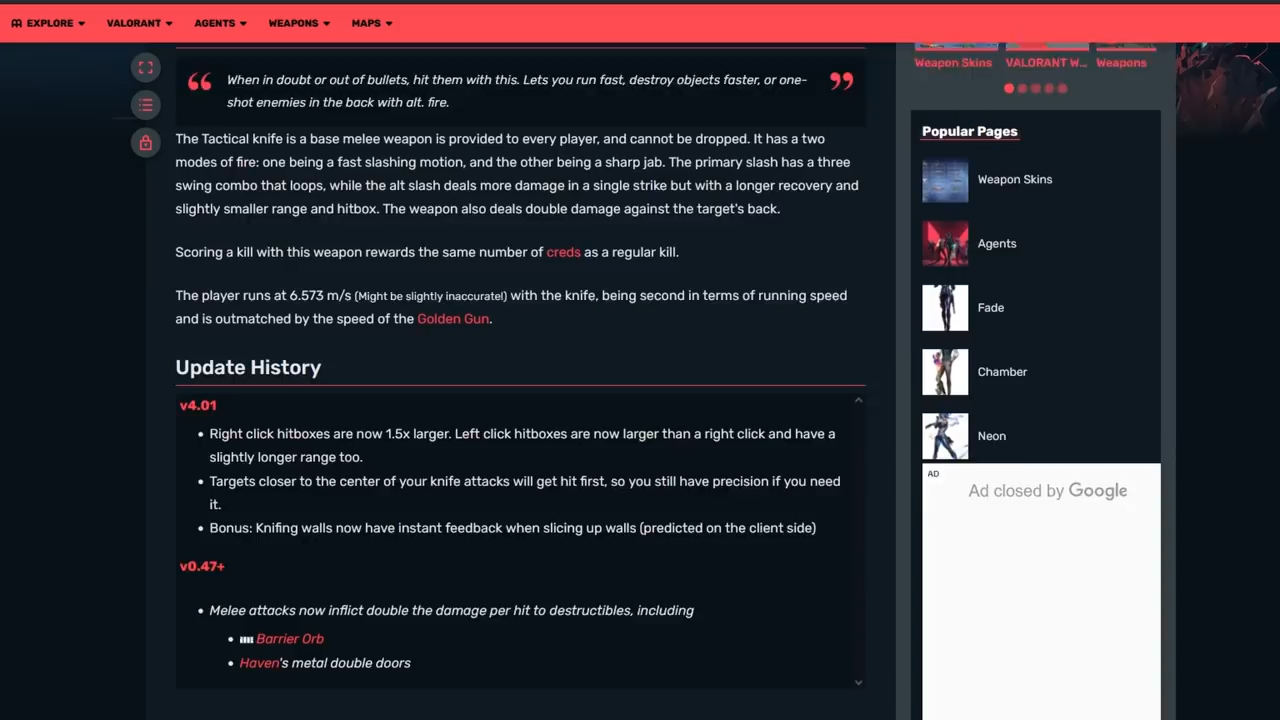 EXPLORE
VALORANT
AGENTS
WEAPONS
MAPS
When in doubt or out of bullets, hit them with this. Lets you run fast, destroy objects faster, or one-
shot enemies in the back with alt. fire.
The Tactical knife is a base melee weapon is provided to every player, and cannot be dropped. It has a two
modes of fire: one being a fast slashing motion, and the other being a sharp jab. The primary slash has a three
swing combo that loops, while the alt slash deals more damage in a single strike but with a longer recovery and
slightly smaller range and hitbox. The weapon also deals double damage against the target's back.
Scoring a kill with this weapon rewards the same number of creds as a regular kill.
The player runs at 6.573 m/s (Might be slightly inaccurate!) with the knife, being second in terms of running speed
and is outmatched by the speed of the Golden Gun.
Update History
v4.01
• Right click hitboxes are now 1.5x larger. Left click hitboxes are now larger than a right click and have a
slightly longer range too.
• Targets closer to the center of your knife attacks will get hit first, so you still have precision if you need
it.
• Bonus: Knifing walls now have instant feedback when slicing up walls (predicted on the client side)
v0.47+
• Melee attacks now inflict double the damage per hit to destructibles, including
• Barrier Orb
• Haven's metal double doors
Weapon Skins
VALORANT W...
Weapons
Popular Pages
Weapon Skins
Agents
Fade
Chamber
Neon
AD
Ad closed by Google